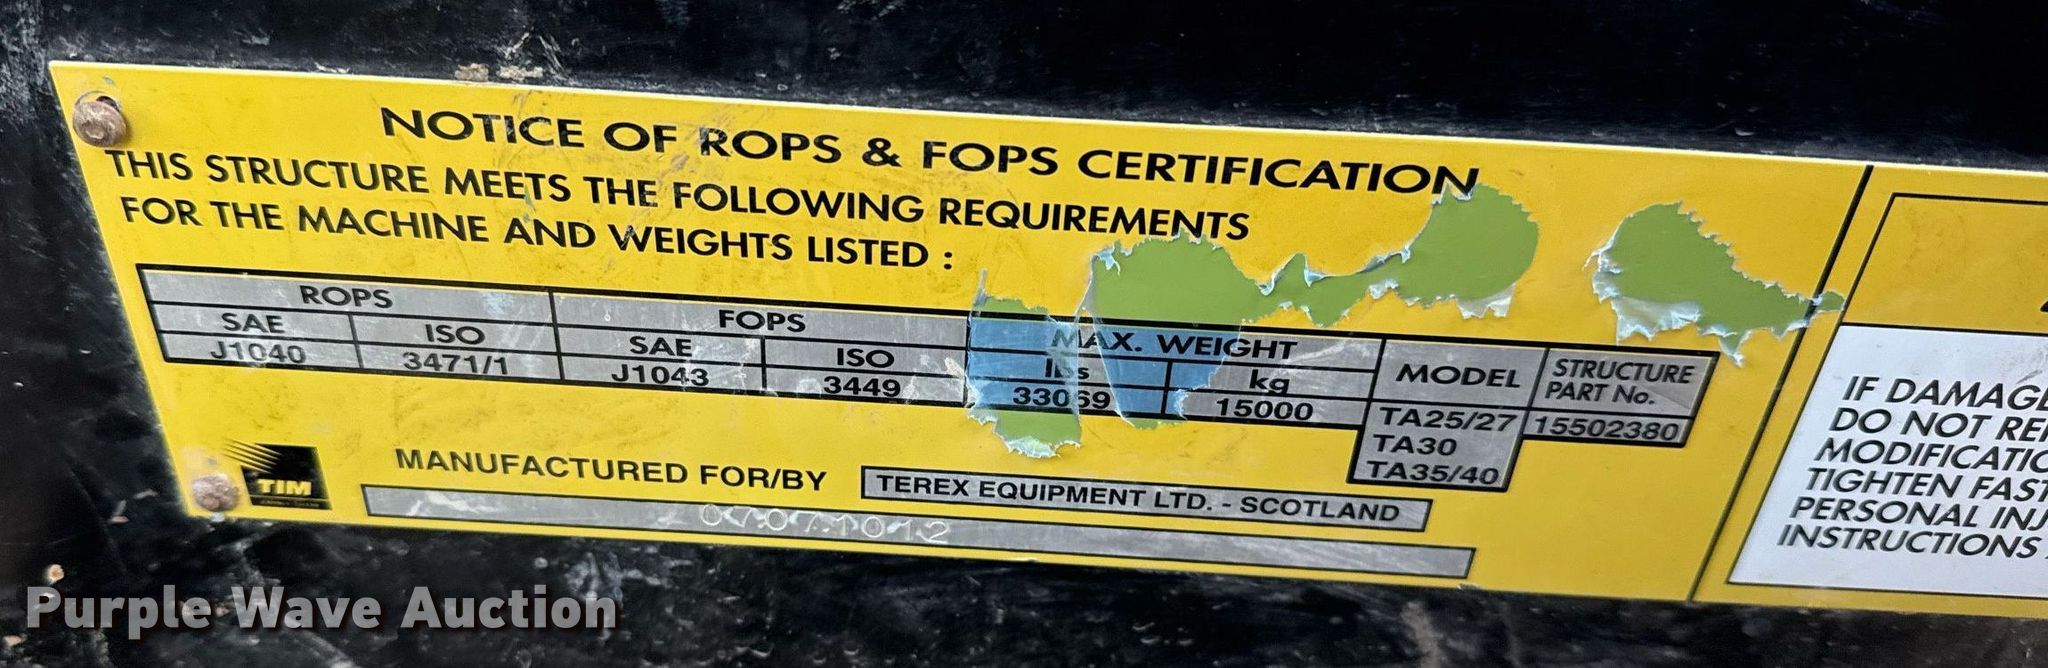 NOTICE OF ROPS & FOPS CERTIFICATION
THIS STRUCTURE MEETS THE FOLLOWING REQUIREMENTS
FOR THE MACHINE AND WEIGHTS LISTED :
ROPS FOPS MAX. WEIGHT MODEL STRUCTURE PART No.
SAE ISO SAE ISO lbs kg
J1040 3471/1 J1043 3449 33069 15000 TA25/27 15502380
TA30
TA35/40
TIM
MANUFACTURED FOR/BY TEREX EQUIPMENT LTD. - SCOTLAND
IF DAMAGE
DO NOT
MODIFICATIO
TIGHTEN FAST
PERSONAL INJ
INSTRUCTIONS
Purple Wave Auction